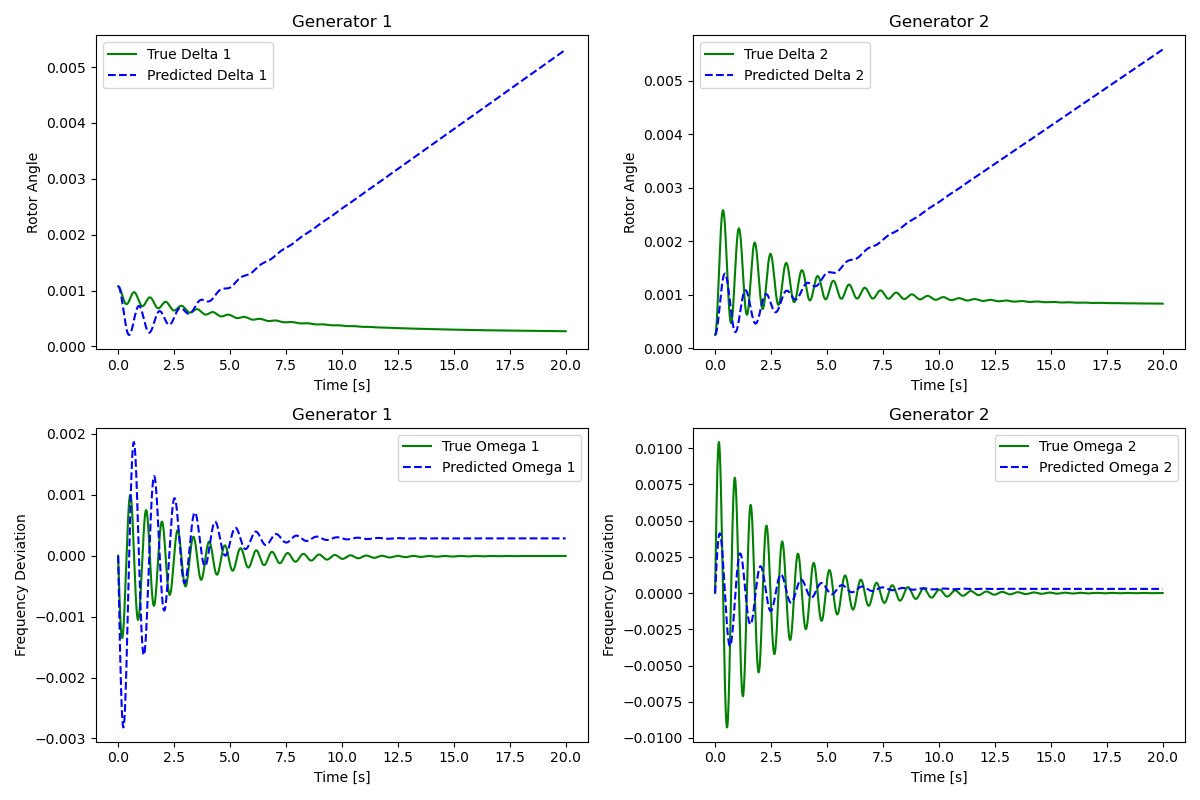 Generator 1
True Delta 1
Predicted Delta 1
Rotor Angle
0.005
0.004
0.003
0.002
0.001
0.000
0.0 2.5 5.0 7.5 10.0 12.5 15.0 17.5 20.0
Time [s]
Generator 2
True Delta 2
Predicted Delta 2
Rotor Angle
0.005
0.004
0.003
0.002
0.001
0.000
0.0 2.5 5.0 7.5 10.0 12.5 15.0 17.5 20.0
Time [s]
Generator 1
True Omega 1
Predicted Omega 1
Frequency Deviation
0.002
0.001
0.000
−0.001
−0.002
−0.003
0.0 2.5 5.0 7.5 10.0 12.5 15.0 17.5 20.0
Time [s]
Generator 2
True Omega 2
Predicted Omega 2
Frequency Deviation
0.0100
0.0075
0.0050
0.0025
0.0000
−0.0025
−0.0050
−0.0075
−0.0100
0.0 2.5 5.0 7.5 10.0 12.5 15.0 17.5 20.0
Time [s]